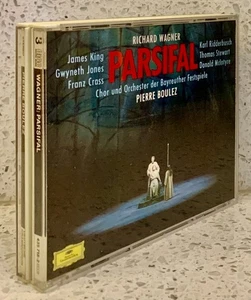 RICHARD WAGNER
PARSIFAL
James King
Gwyneth Jones
Franz Crass
Karl Ridderbusch
Thomas Stewart
Donald McIntyre
Chor und Orchester der Bayreuther Festspiele
PIERRE BOULEZ
3
WAGNER: PARSIFAL